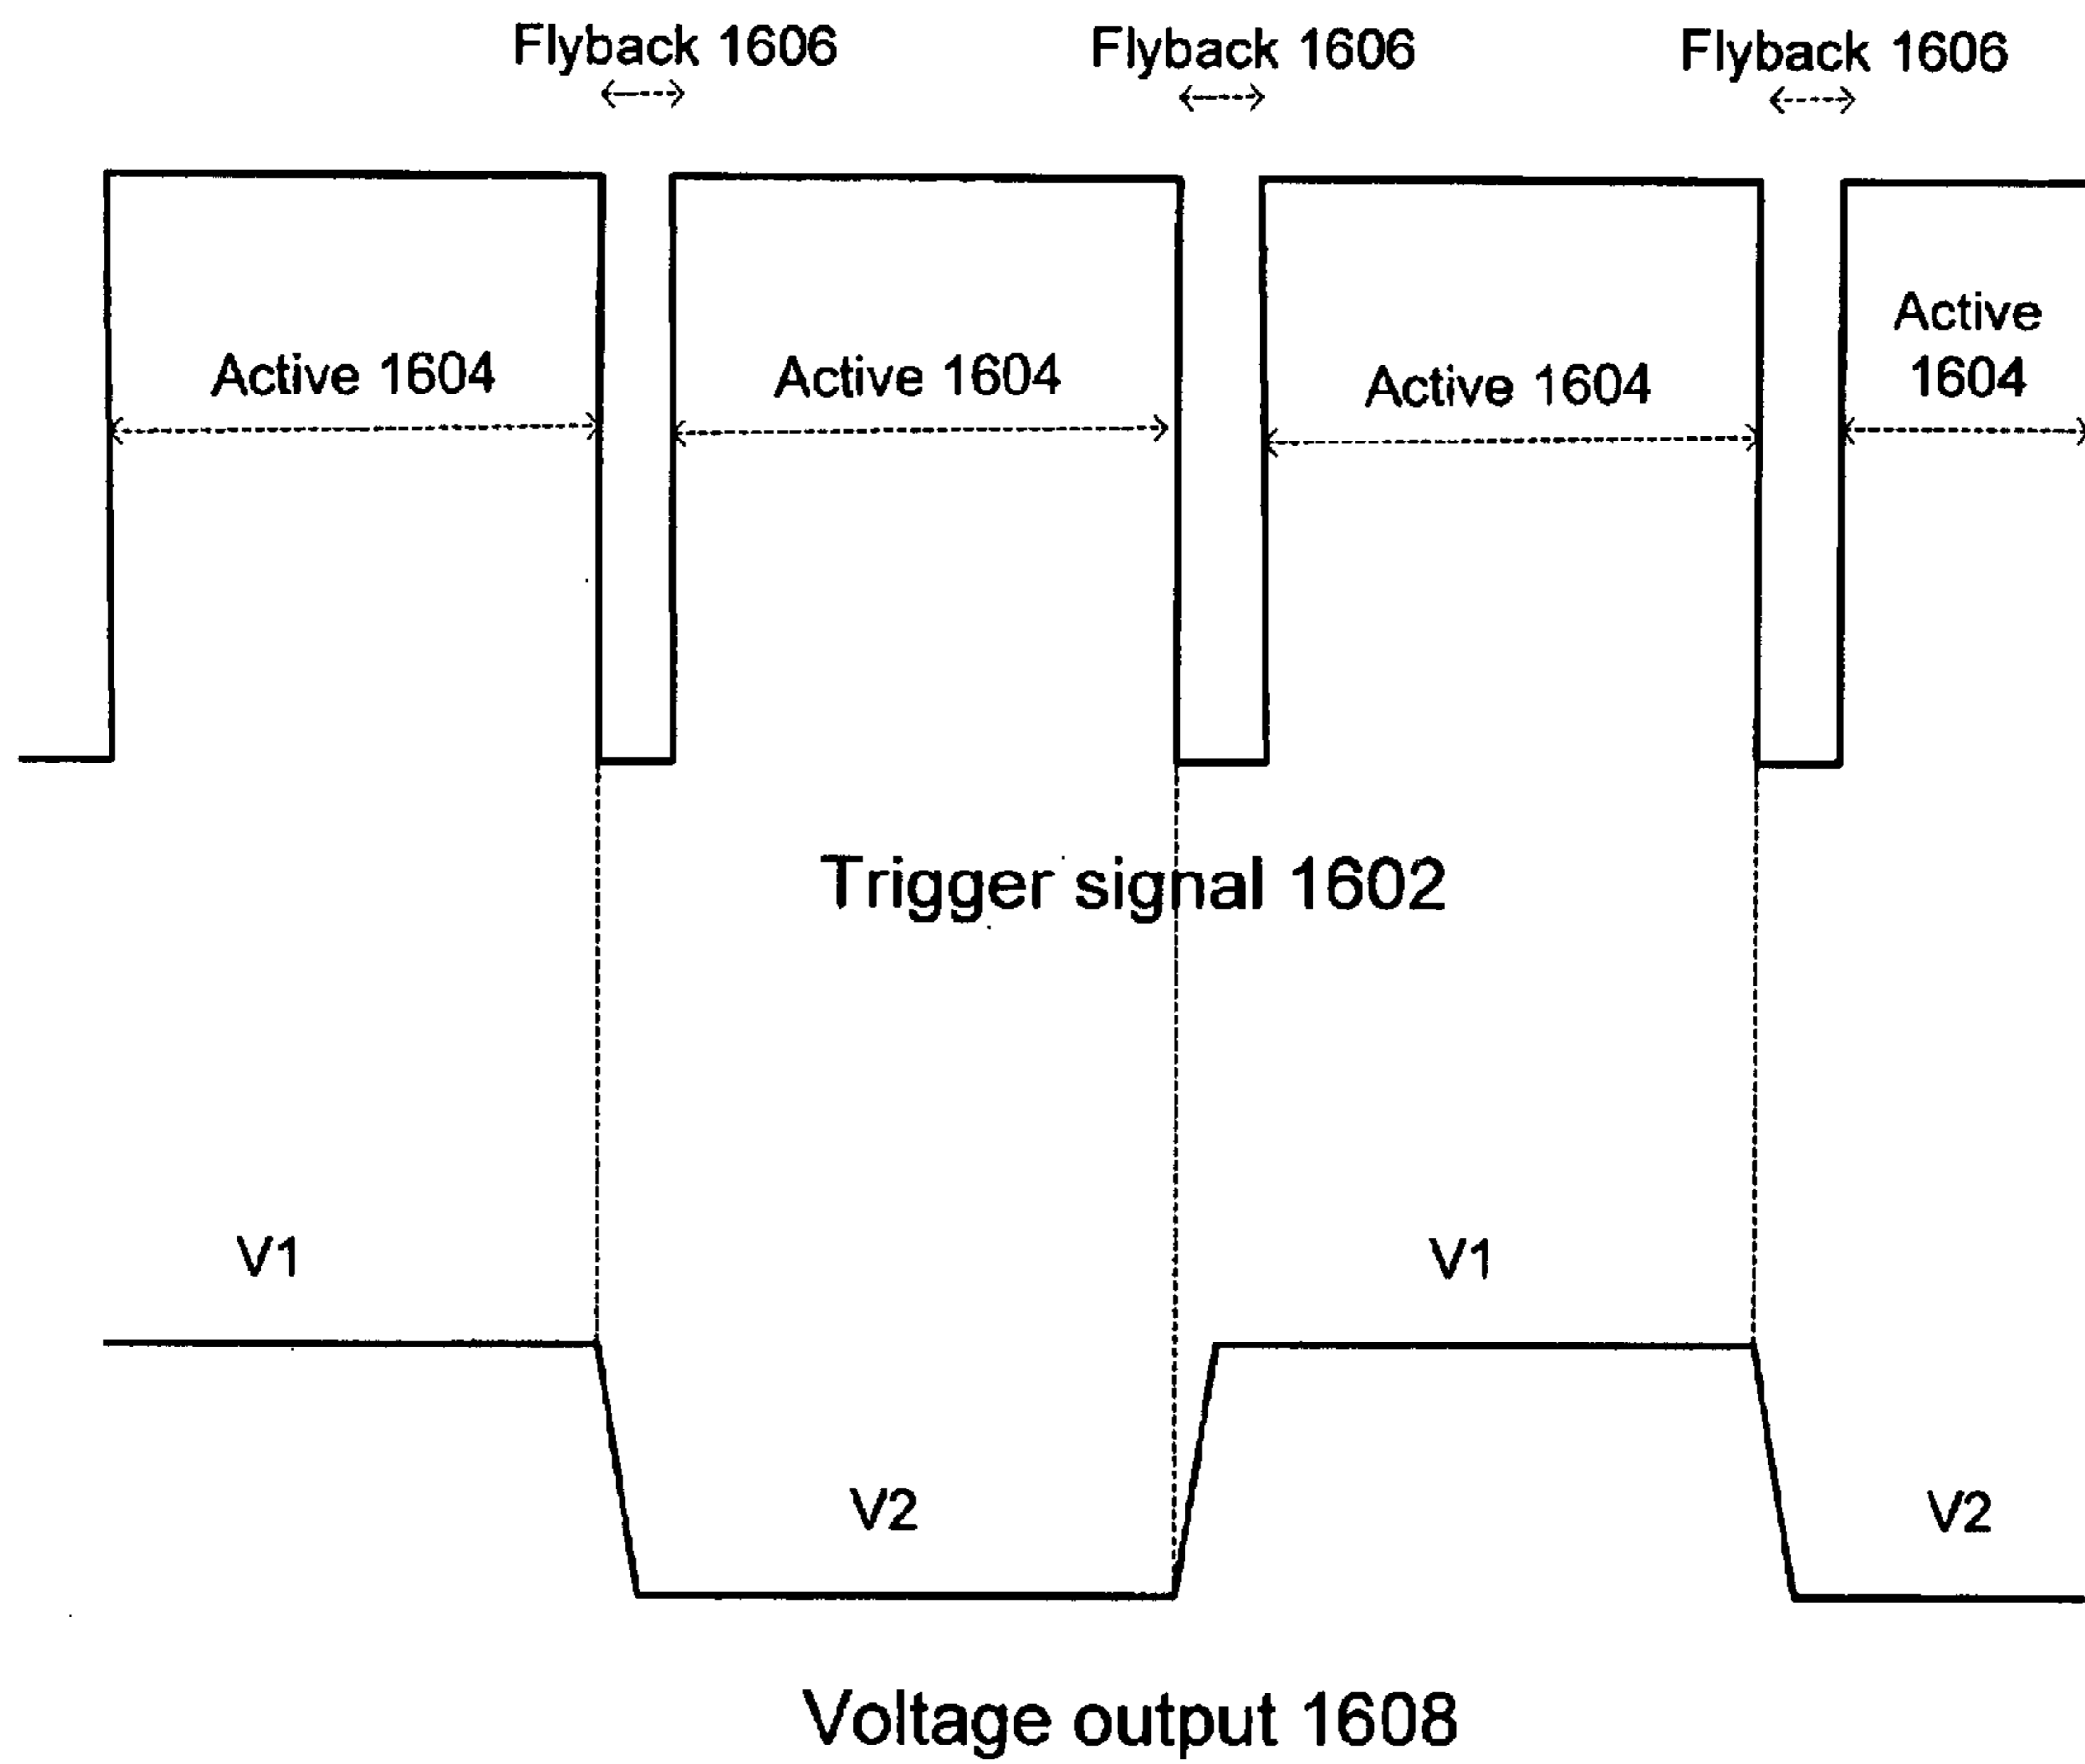 Flyback 1606
Flyback 1606
Flyback 1606
Active 1604
Active 1604
Active 1604
Active
1604
Trigger signal 1602
V1
V1
V2
V2
Voltage output 1608